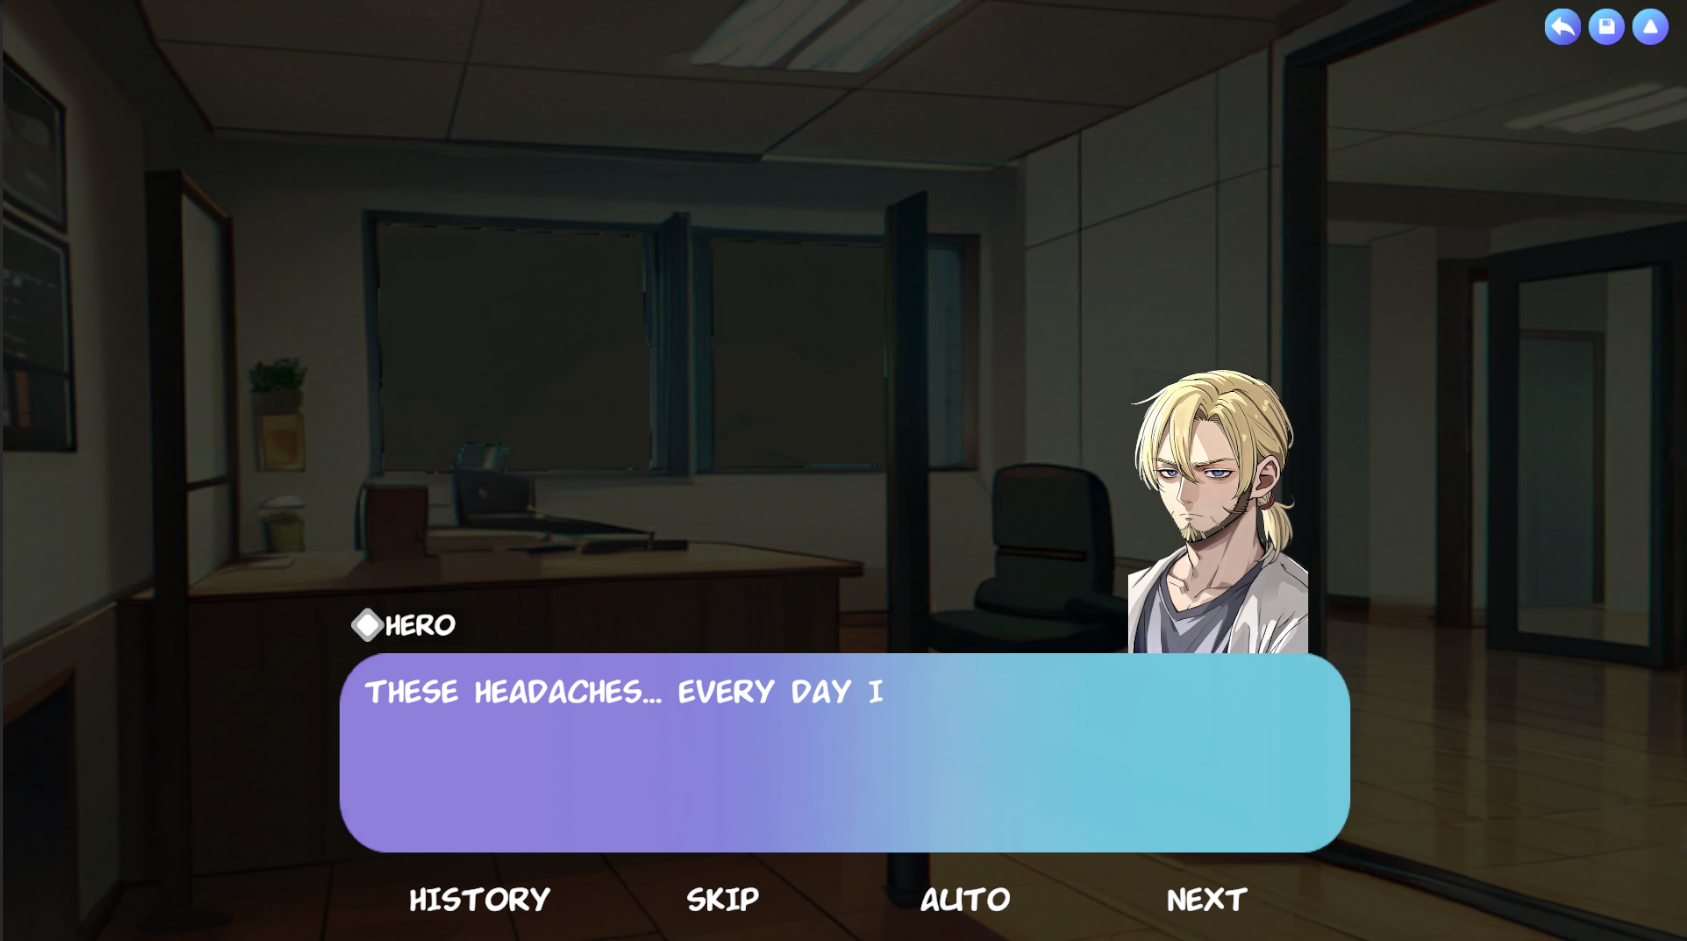 HERO
THESE HEADACHES... EVERY DAY I
HISTORY
SKIP
AUTO
NEXT